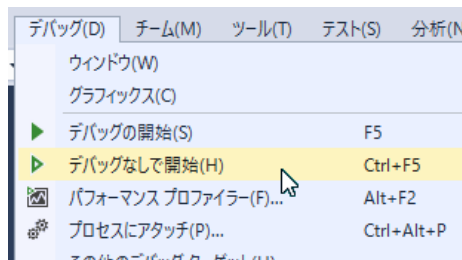 デバッグ(D) チーム(M) ツール(T) テスト(S) 分析(N
ウィンドウ(W)
グラフィックス(C)
デバッグの開始(S) F5
デバッグなしで開始(H) Ctrl+F5
パフォーマンス プロファイラー(F)... Alt+F2
プロセスにアタッチ(P)... Ctrl+Alt+P